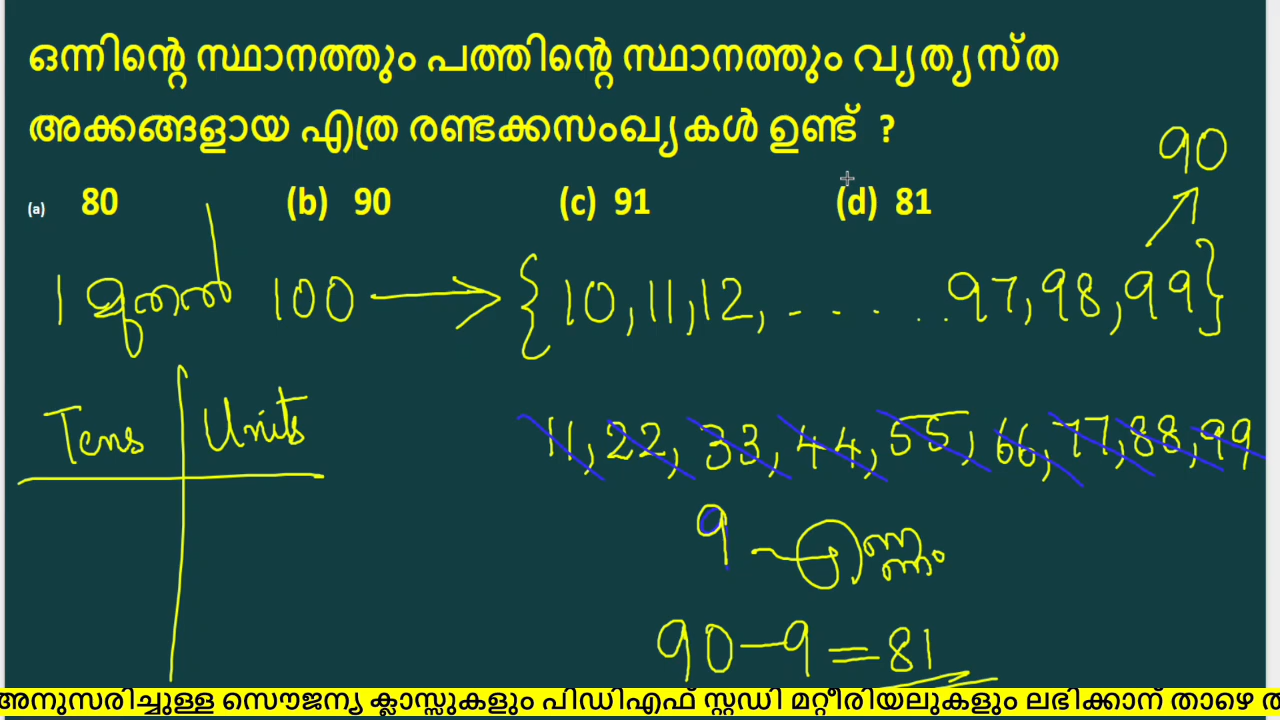 ഒന്നിന്റെ സ്ഥാനത്തും പത്തിന്റെ സ്ഥാനത്തും വ്യത്യസ്ത
അക്കങ്ങളായ എത്ര രണ്ടക്കസംഖ്യകൾ ഉണ്ട് ?
90
(a) 80 (b) 90 (c) 91 (d) 81
1 മുതൽ 100 → {10, 11, 12, - . . . . . 97, 98, 99}
Tens Units
11, 22, 33, 44, 55, 66, 77, 88, 99
9 എണ്ണം
90 - 9 = 81
അനുസരിച്ചുള്ള സൌജന്യ ക്ലാസ്സുകളും പിഡിഎഫ് സ്റ്റഡി മറ്റീരിയലുകളും ലഭിക്കാന് താഴെ